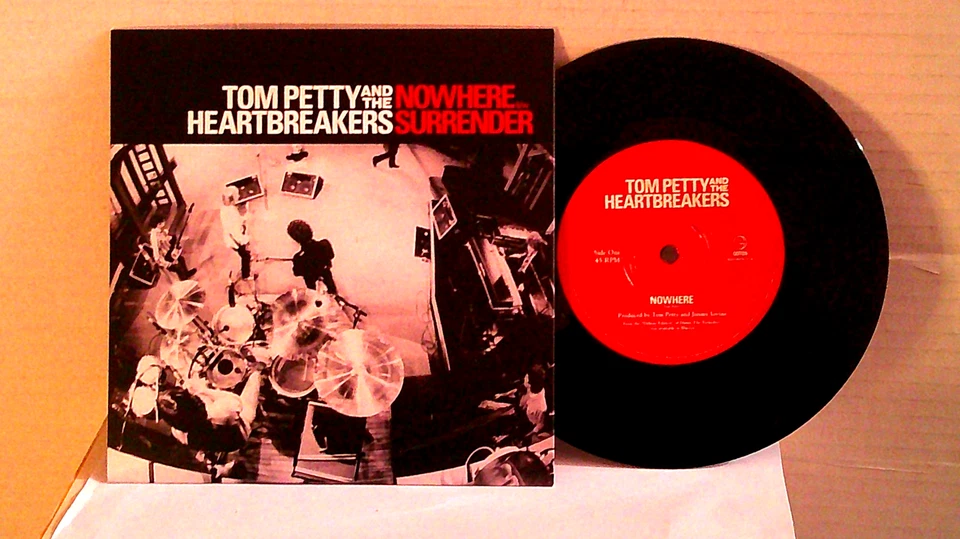 TOM PETTY AND THE NOWHERE
HEARTBREAKERS SURRENDER
TOM PETTY AND THE
HEARTBREAKERS
Side One
45 RPM
NOWHERE
Produced by Tom Petty and Jimmy Iovine